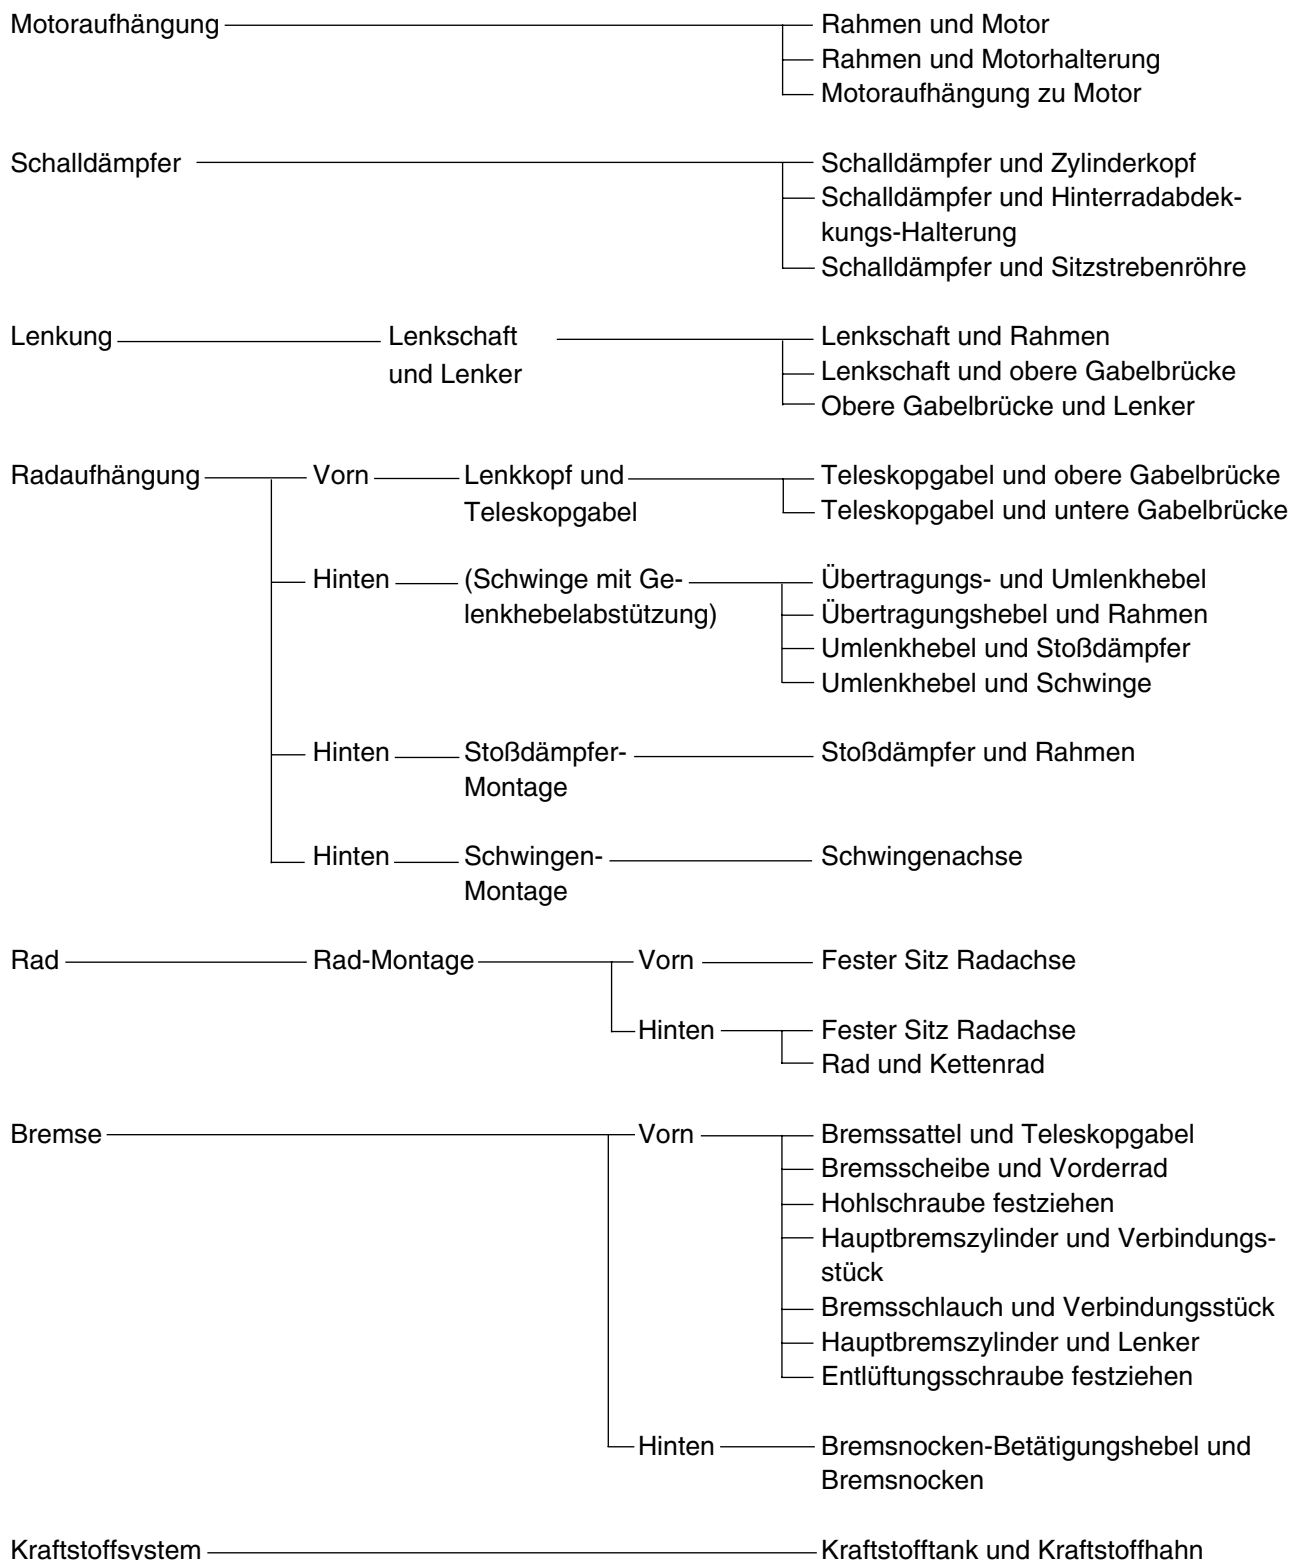 Motoraufhängung Rahmen und Motor
Rahmen und Motorhalterung
Motoraufhängung zu Motor
Schalldämpfer Schalldämpfer und Zylinderkopf
Schalldämpfer und Hinterradabdek-
kungs-Halterung
Schalldämpfer und Sitzstrebenröhre
Lenkung Lenkschaft Lenkschaft und Rahmen
und Lenker Lenkschaft und obere Gabelbrücke
Obere Gabelbrücke und Lenker
Radaufhängung Vorn Lenkkopf und Teleskopgabel und obere Gabelbrücke
Teleskopgabel Teleskopgabel und untere Gabelbrücke
Hinten (Schwinge mit Ge- Übertragungs- und Umlenkhebel
lenkhebelabstützung) Übertragungshebel und Rahmen
Umlenkhebel und Stoßdämpfer
Umlenkhebel und Schwinge
Hinten Stoßdämpfer- Stoßdämpfer und Rahmen
Montage
Hinten Schwingen- Schwingenachse
Montage
Rad Rad-Montage Vorn Fester Sitz Radachse
Hinten Fester Sitz Radachse
Rad und Kettenrad
Bremse Vorn Bremssattel und Teleskopgabel
Bremsscheibe und Vorderrad
Hohlschraube festziehen
Hauptbremszylinder und Verbindungs-
stück
Bremsschlauch und Verbindungsstück
Hauptbremszylinder und Lenker
Entlüftungsschraube festziehen
Hinten Bremsnocken-Betätigungshebel und
Bremsnocken
Kraftstoffsystem Kraftstofftank und Kraftstoffhahn